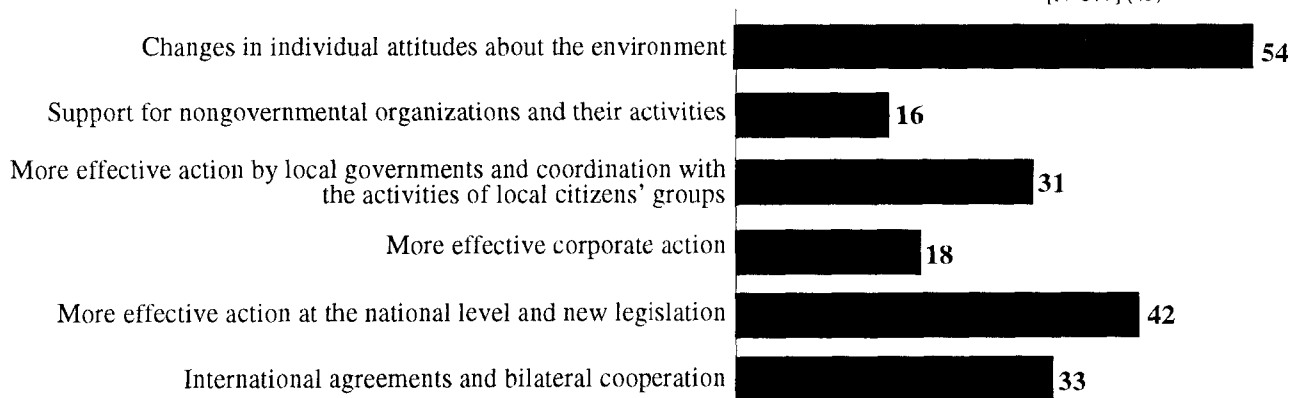 Changes in individual attitudes about the environment 54
Support for nongovernmental organizations and their activities 16
More effective action by local governments and coordination with
the activities of local citizens' groups 31
More effective corporate action 18
More effective action at the national level and new legislation 42
International agreements and bilateral cooperation 33